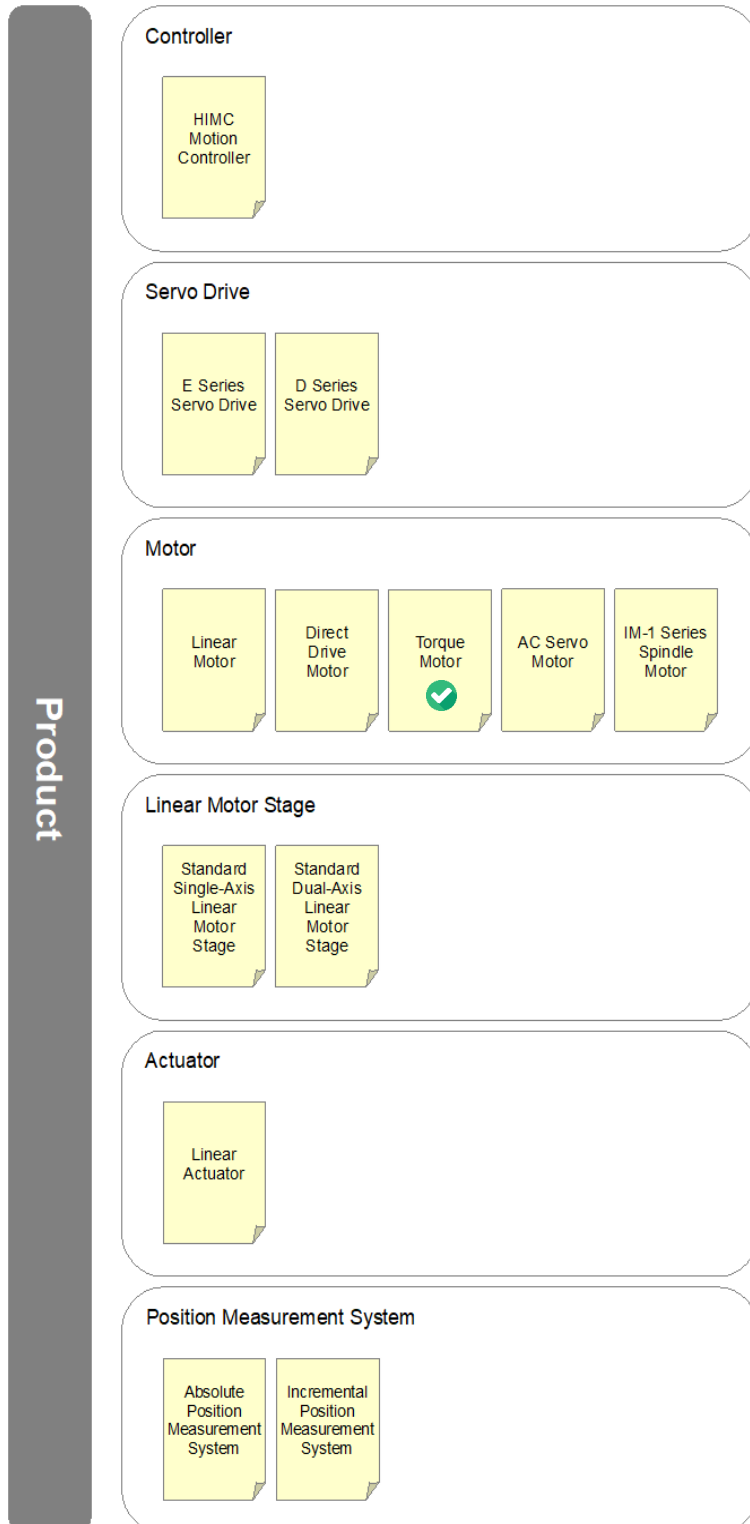 Product
Controller
HIMC
Motion
Controller
Servo Drive
E Series
Servo Drive
D Series
Servo Drive
Motor
Linear
Motor
Direct
Drive
Motor
Torque
Motor
AC Servo
Motor
IM-1 Series
Spindle
Motor
Linear Motor Stage
Standard
Single-Axis
Linear
Motor
Stage
Standard
Dual-Axis
Linear
Motor
Stage
Actuator
Linear
Actuator
Position Measurement System
Absolute
Position
Measurement
System
Incremental
Position
Measurement
System